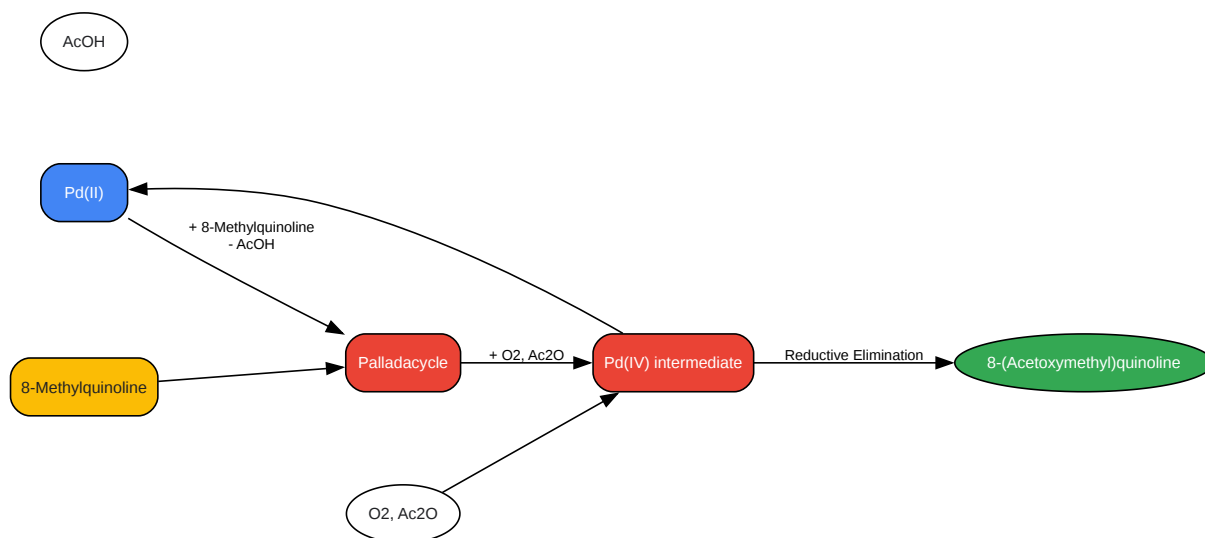 AcOH
Pd(II)
+ 8-Methylquinoline
- AcOH
8-Methylquinoline
Palladacycle
+ O2, Ac2O
Pd(IV) intermediate
Reductive Elimination
8-(Acetoxymethyl)quinoline
O2, Ac2O